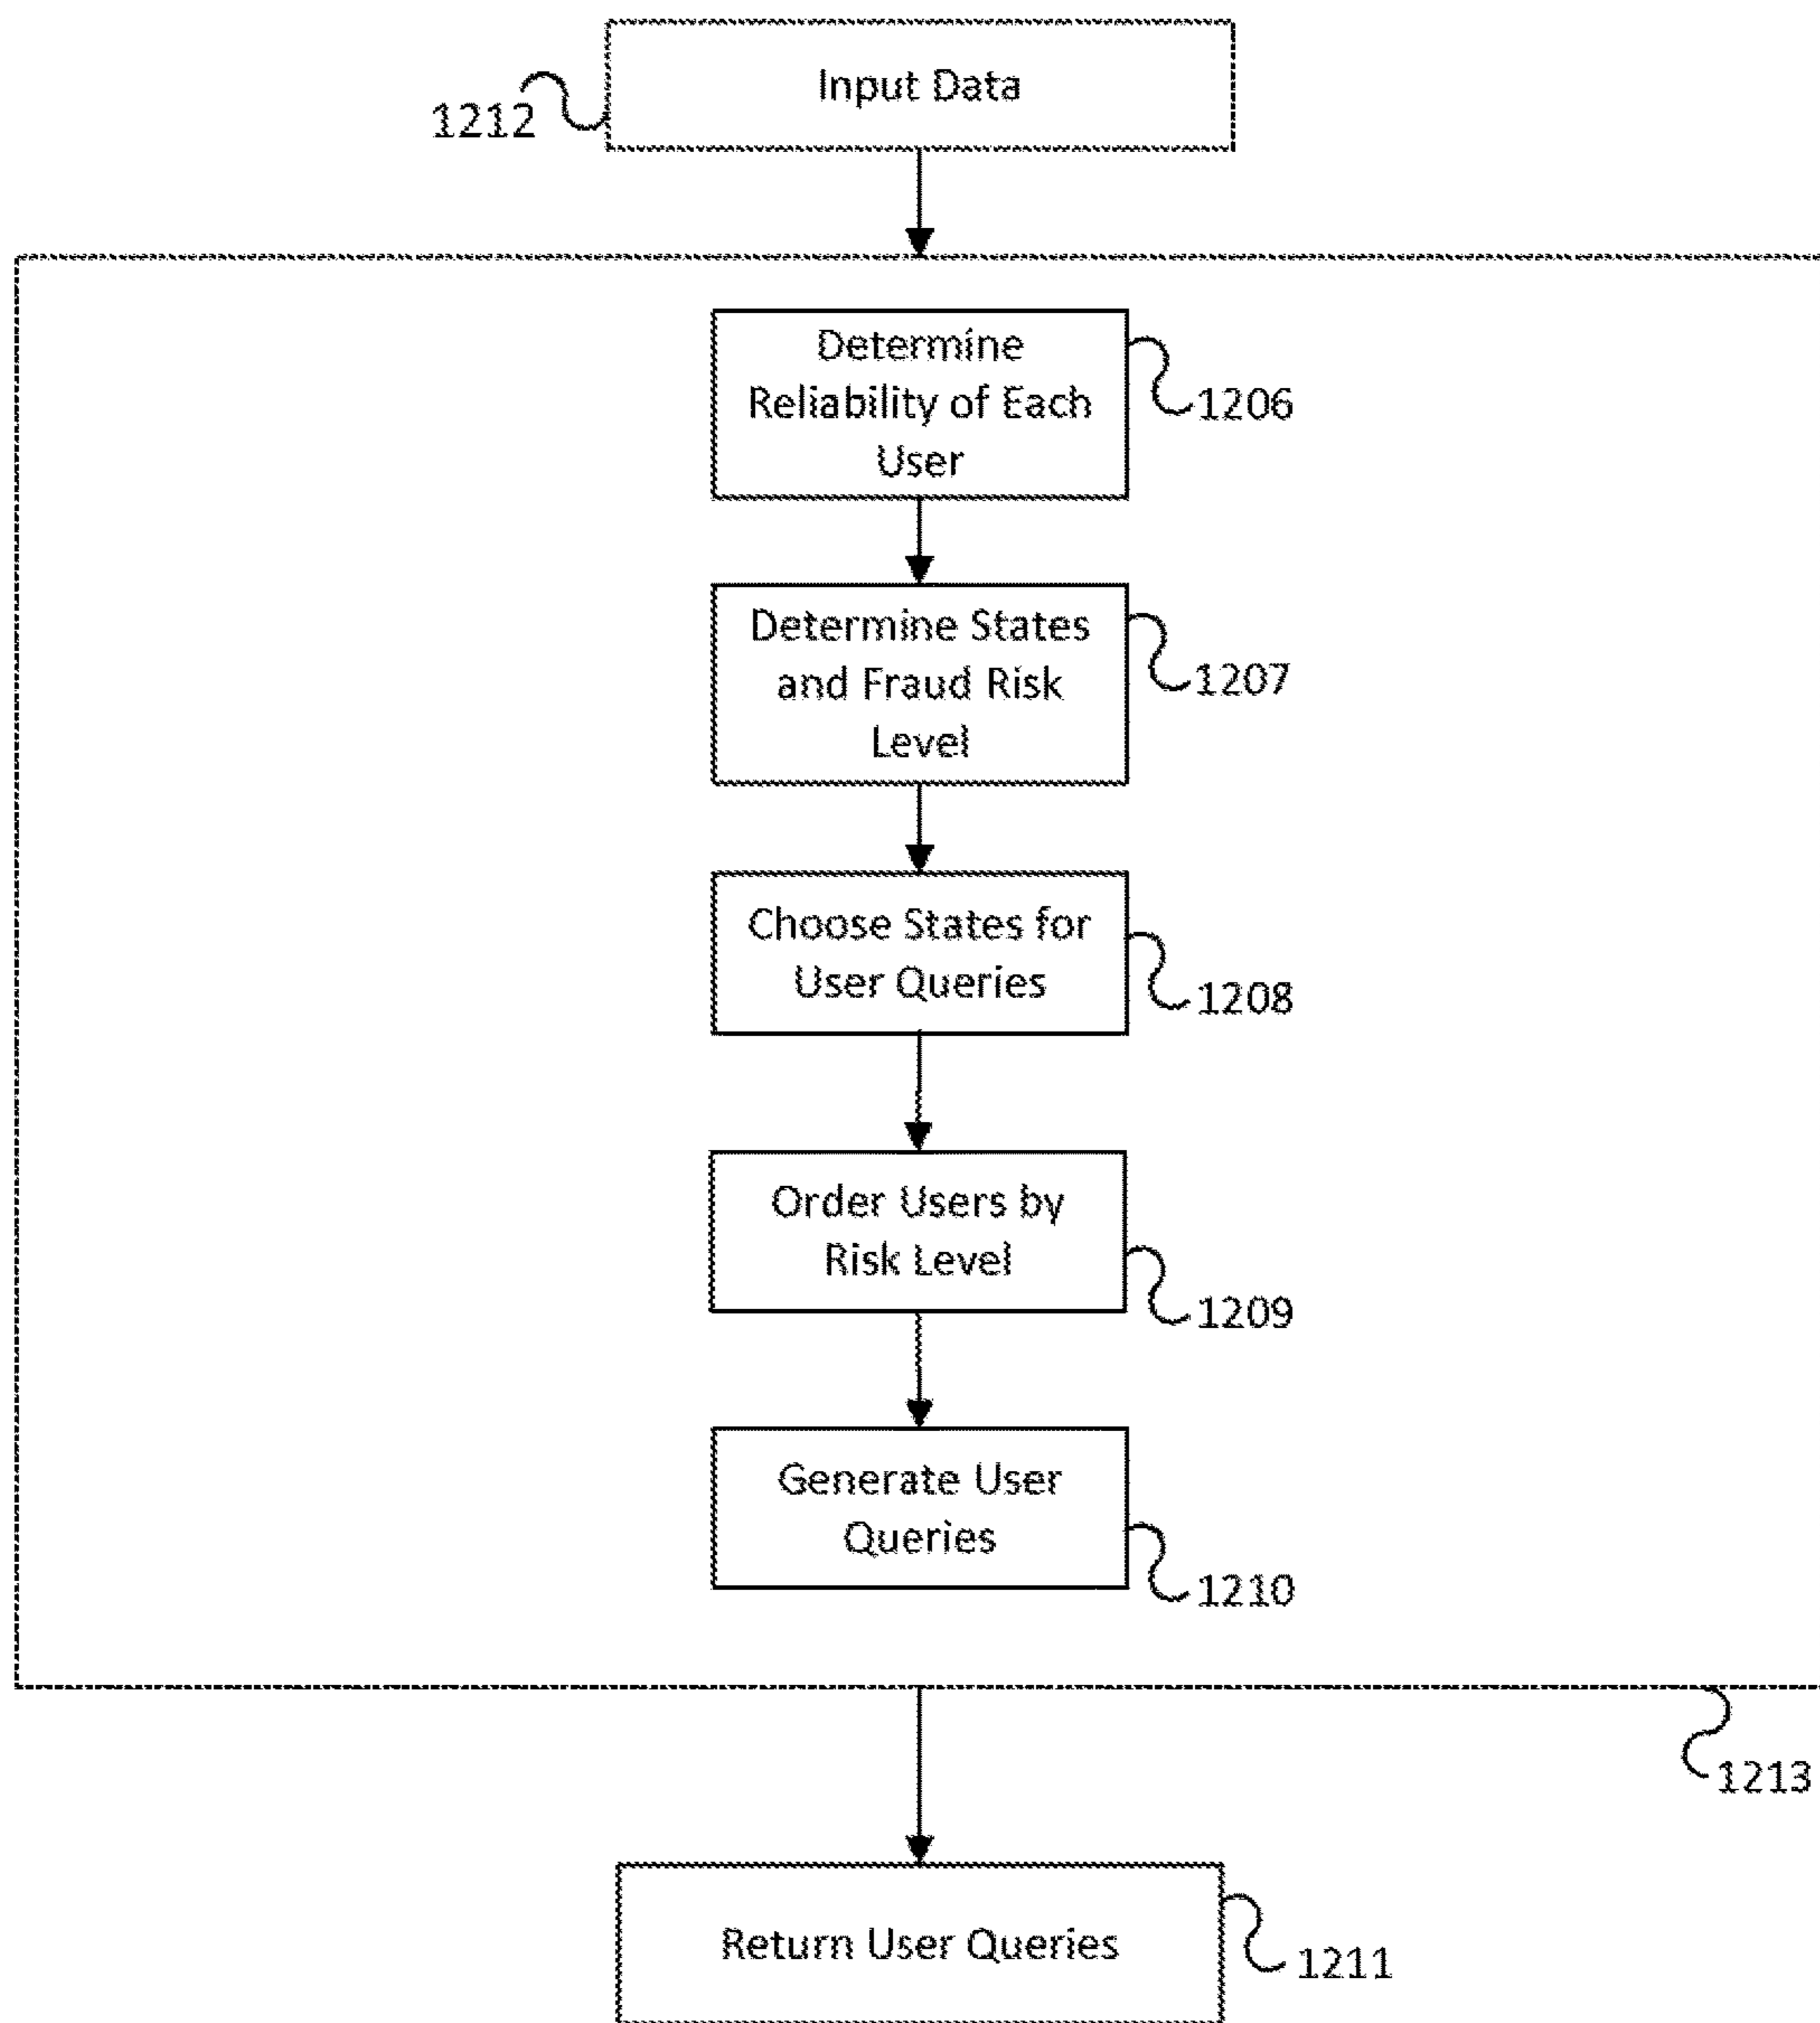 Input Data
1212
Determine
Reliability of Each
User
1206
Determine States
and Fraud Risk
Level
1207
Choose States for
User Queries
1208
Order Users by
Risk Level
1209
Generate User
Queries
1210
1213
Return User Queries
1211